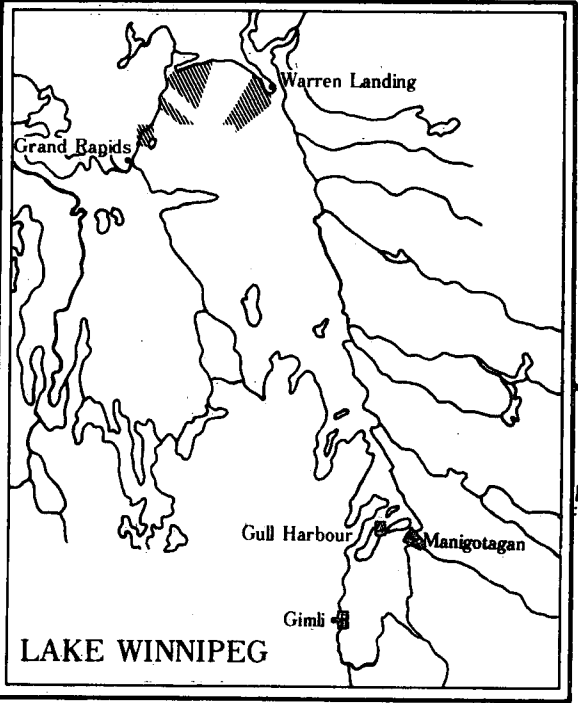 Warren Landing
Grand Rapids
Gull Harbour
Manigotagan
Gimli
LAKE WINNIPEG